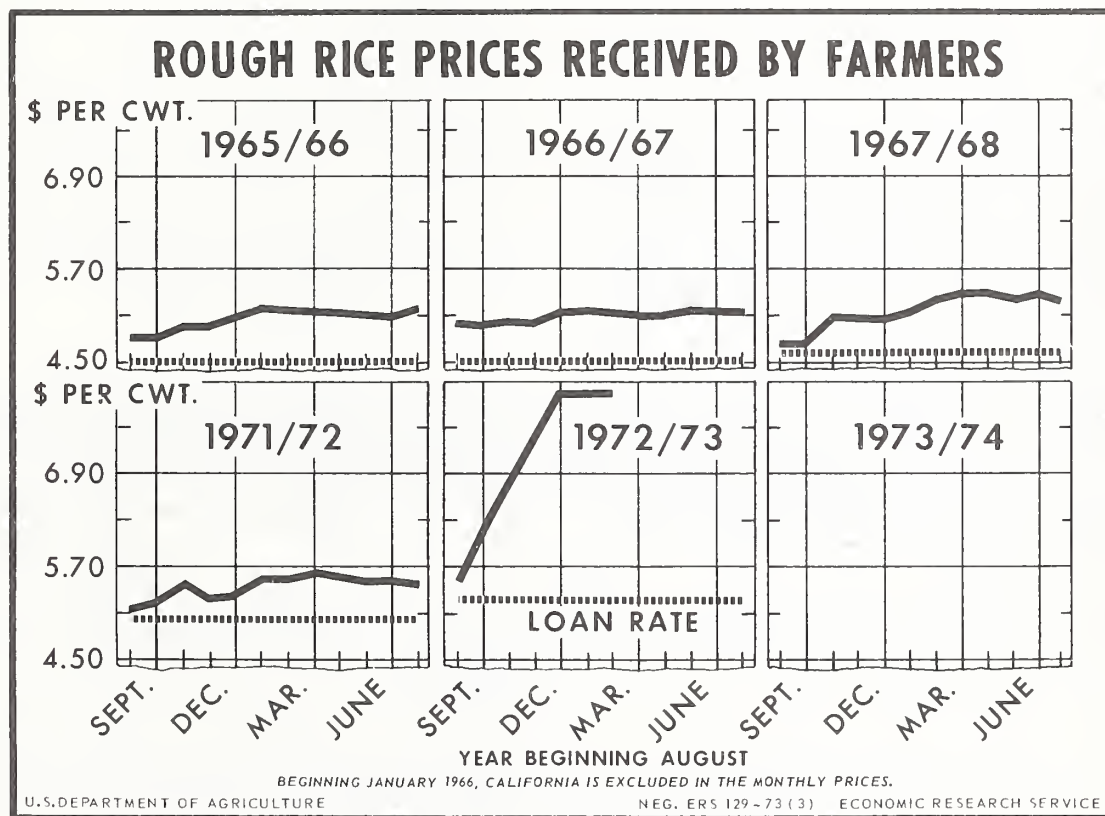 ROUGH RICE PRICES RECEIVED BY FARMERS
$ PER CWT.
1965/66
1966/67
1967/68
6.90
5.70
4.50
$ PER CWT.
1971/72
1972/73
1973/74
6.90
5.70
4.50
LOAN RATE
SEPT. DEC. MAR. JUNE SEPT. DEC. MAR. JUNE SEPT. DEC. MAR. JUNE
YEAR BEGINNING AUGUST
BEGINNING JANUARY 1966, CALIFORNIA IS EXCLUDED IN THE MONTHLY PRICES.
U.S.DEPARTMENT OF AGRICULTURE NEG. ERS 129-73(3) ECONOMIC RESEARCH SERVICE